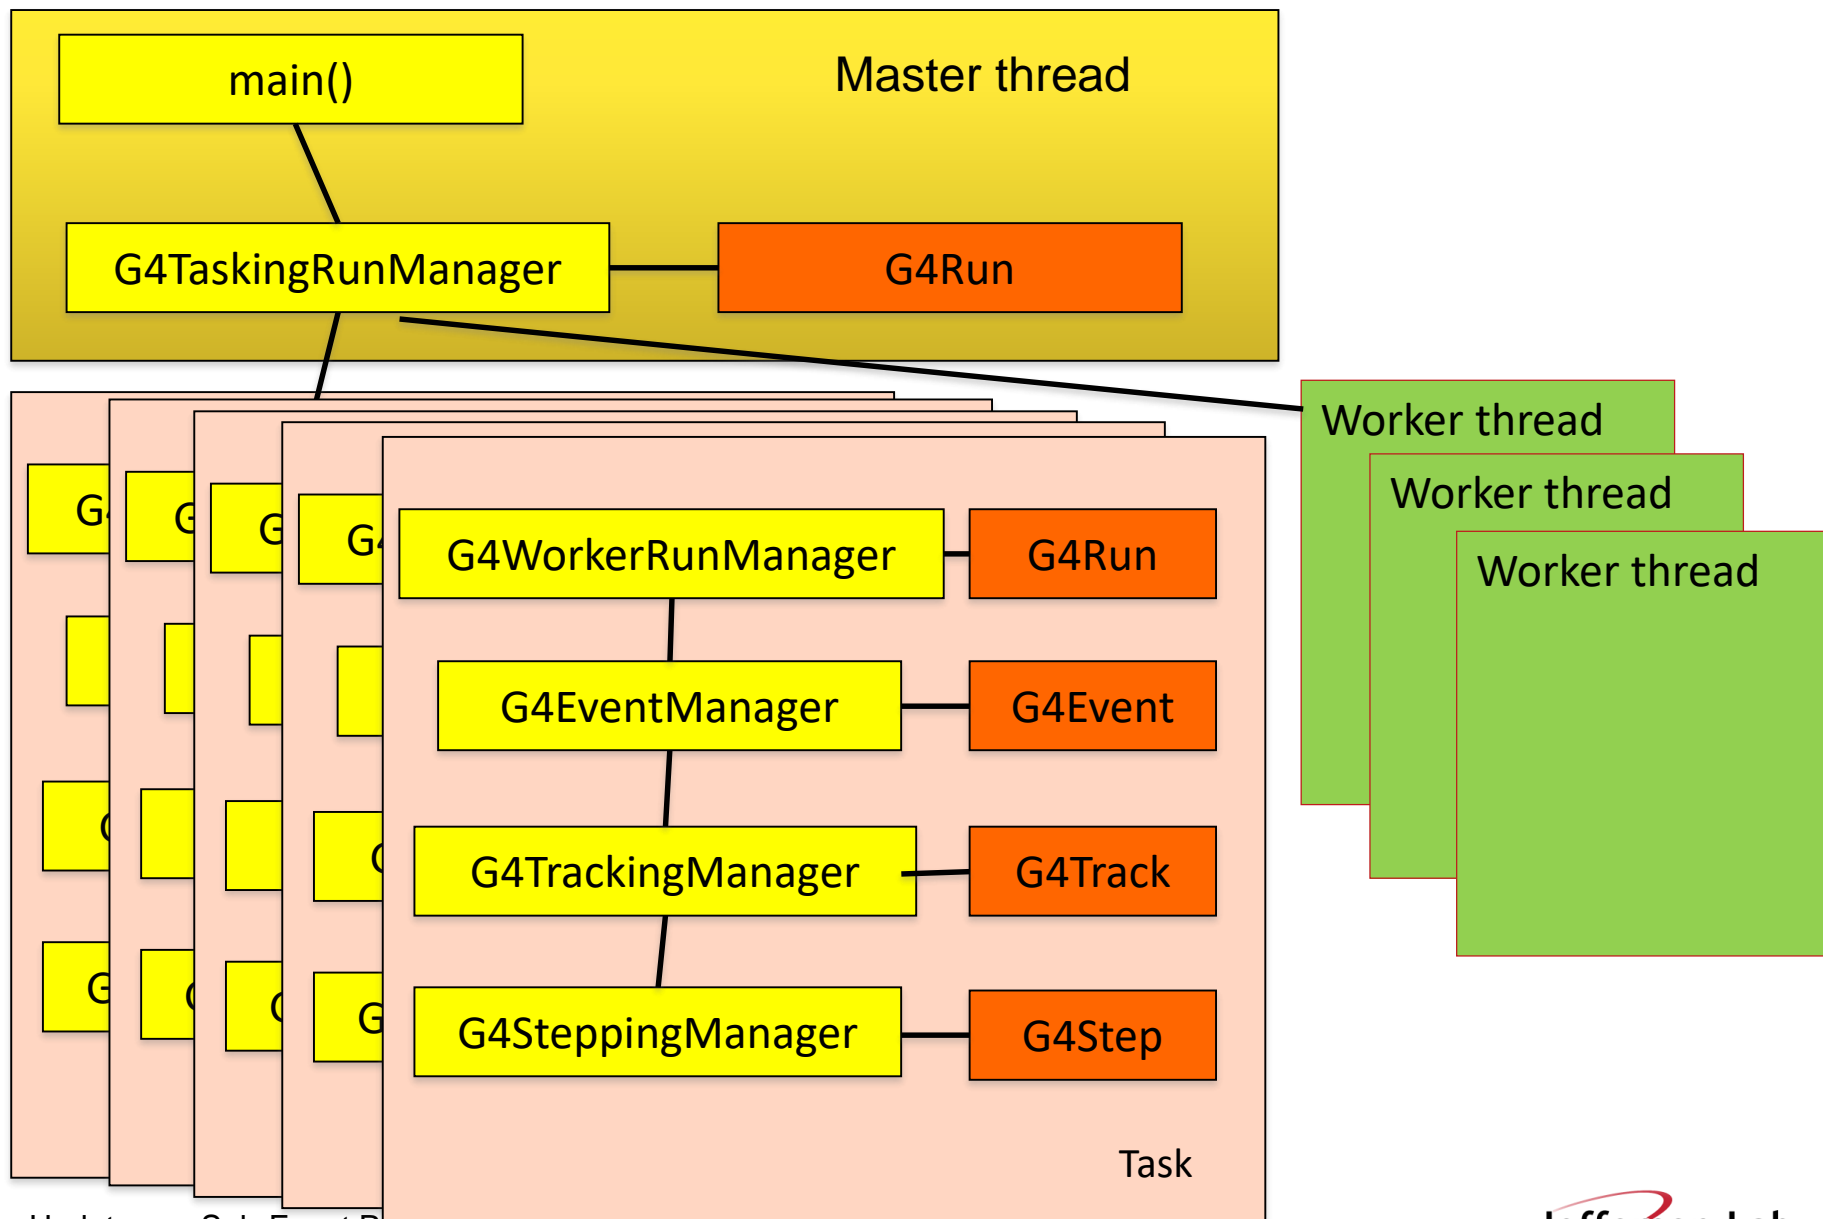 main()
Master thread
G4TaskingRunManager
G4Run
Worker thread
Worker thread
Worker thread
G4WorkerRunManager
G4Run
G4EventManager
G4Event
G4TrackingManager
G4Track
G4SteppingManager
G4Step
Task